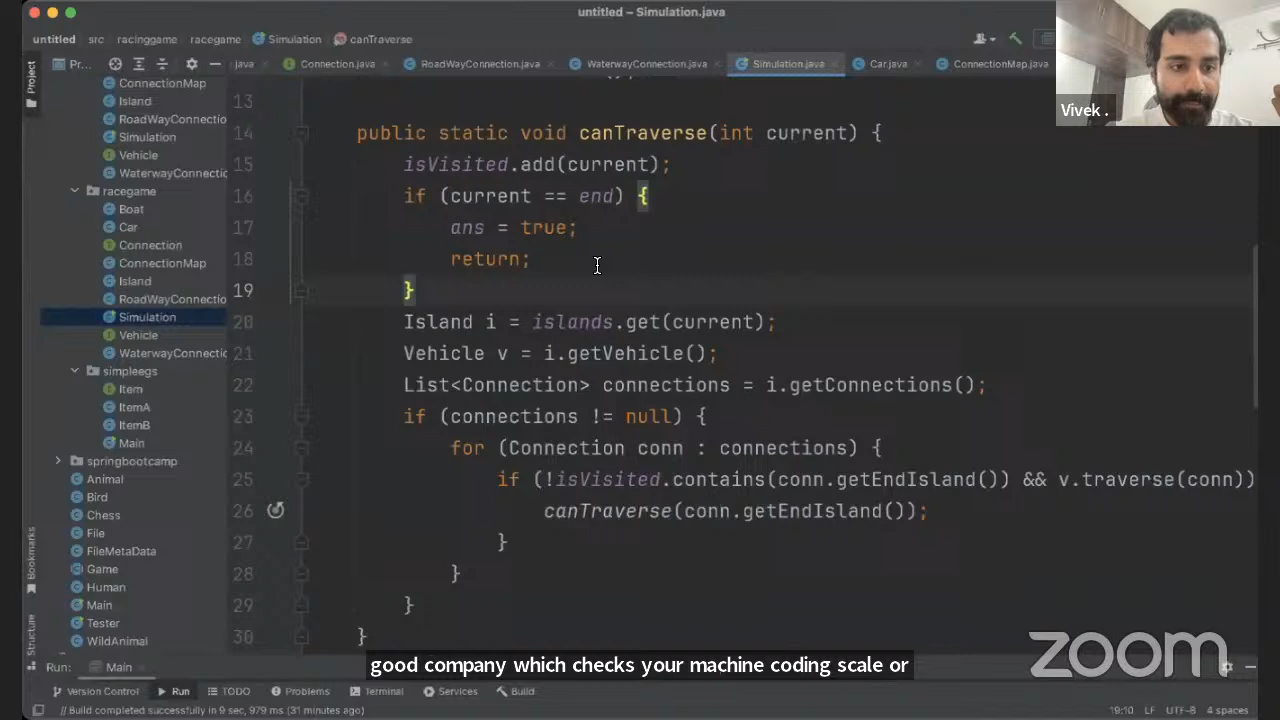 untitled – Simulation.java
untitled src racinggame racegame Simulation canTraverse
Project
Pr...
java Connection.java RoadWayConnection.java WaterwayConnection.java Simulation.java Car.java ConnectionMap.java
Vivek .
ConnectionMap
Island
RoadWayConnectio
Simulation
Vehicle
WaterwayConnectic
racegame
Boat
Car
Connection
ConnectionMap
Island
RoadWayConnectio
Simulation
Vehicle
WaterwayConnectic
simpleegs
Item
ItemA
ItemB
Main
springbootcamp
Animal
Bird
Chess
File
FileMetaData
Game
Human
Main
Tester
WildAnimal
Bookmarks
Structure
13
14 public static void canTraverse(int current) {
15 isVisited.add(current);
16 if (current == end) {
17 ans = true;
18 return;
19 }
20 Island i = islands.get(current);
21 Vehicle v = i.getVehicle();
22 List<Connection> connections = i.getConnections();
23 if (connections != null) {
24 for (Connection conn : connections) {
25 if (!isVisited.contains(conn.getEndIsland()) && v.traverse(conn))
26 canTraverse(conn.getEndIsland());
27 }
28 }
29 }
30 }
good company which checks your machine coding scale or
zoom
Run: Main
Version Control Run TODO Problems Terminal Services Build
// Build completed successfully in 9 sec, 979 ms (31 minutes ago)
19:10 LF UTF-8 4 spaces